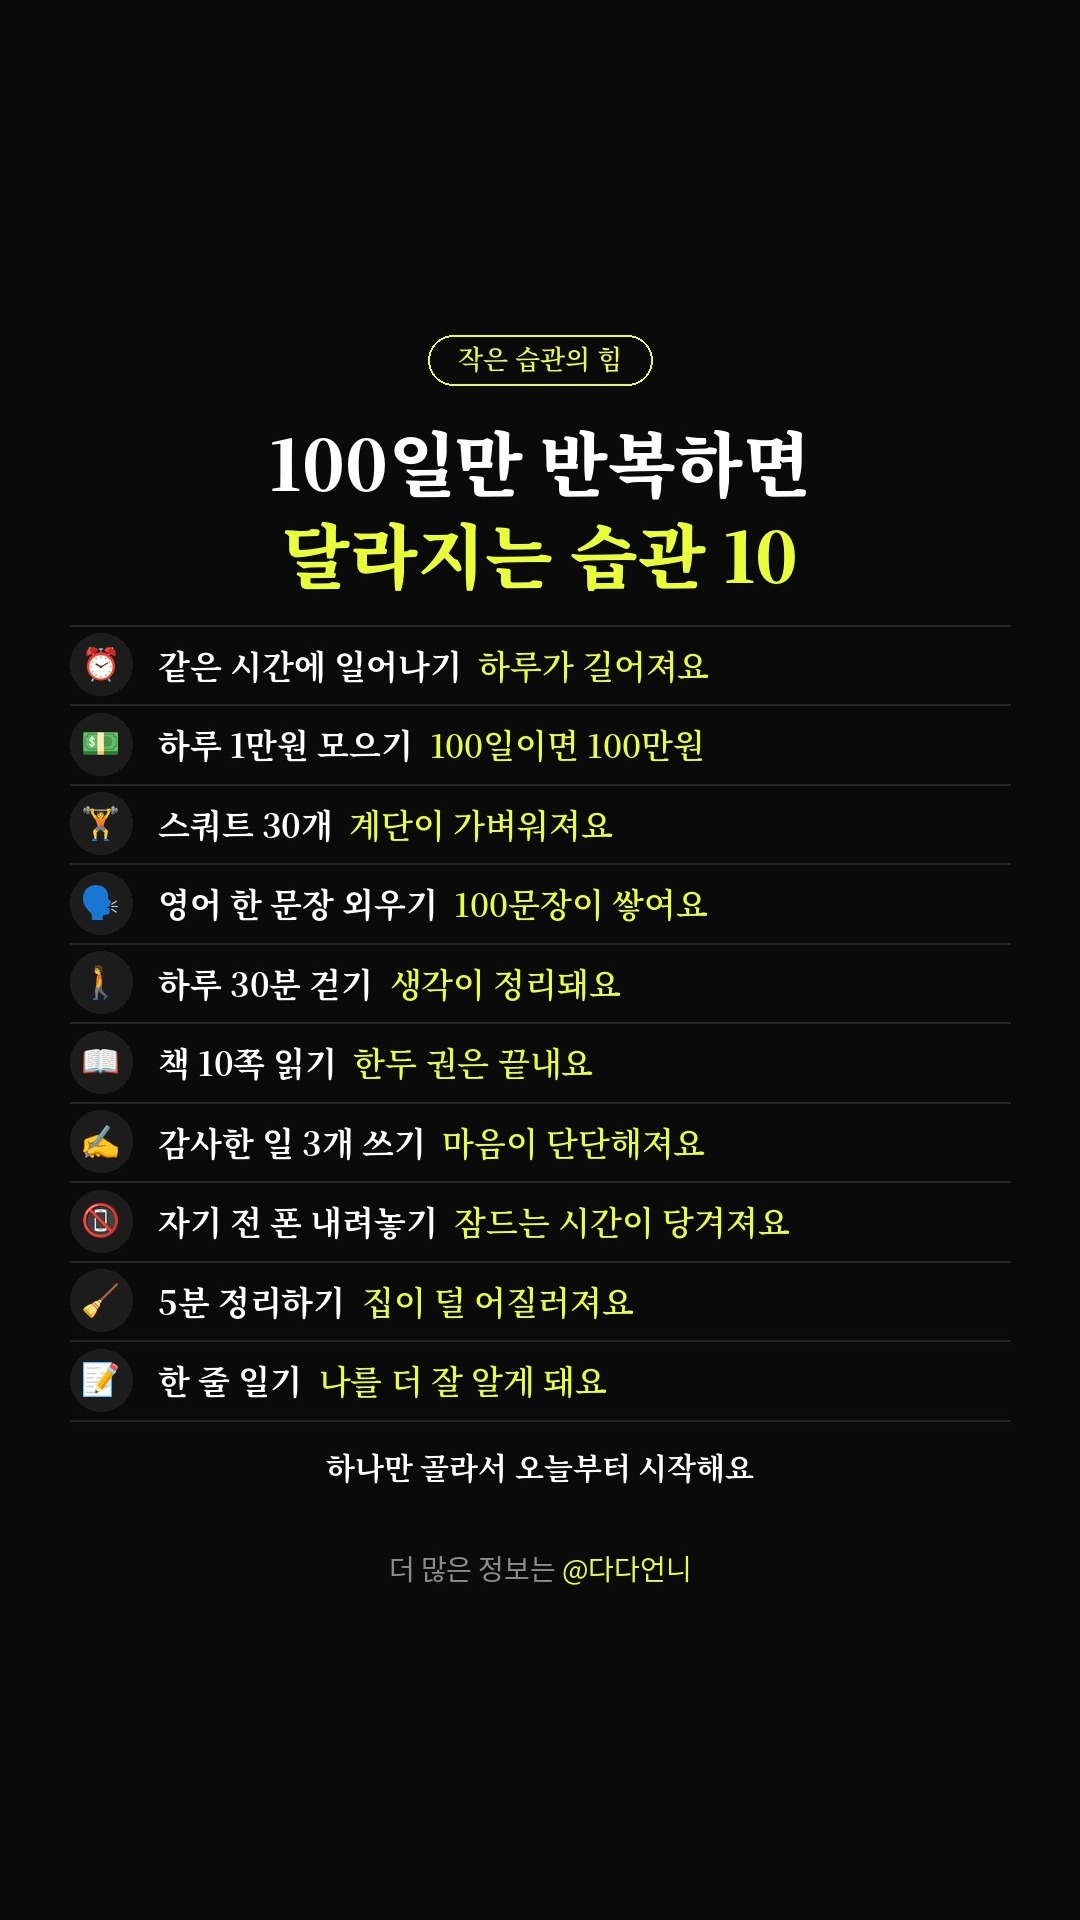 작은 습관의 힘
100일만 반복하면
달라지는 습관 10
같은 시간에 일어나기 하루가 길어져요
하루 1만원 모으기 100일이면 100만원
스쿼트 30개 계단이 가벼워져요
영어 한 문장 외우기 100문장이 쌓여요
하루 30분 걷기 생각이 정리돼요
책 10쪽 읽기 한두 권은 끝내요
감사한 일 3개 쓰기 마음이 단단해져요
자기 전 폰 내려놓기 잠드는 시간이 당겨져요
5분 정리하기 집이 덜 어질러져요
한 줄 일기 나를 더 잘 알게 돼요
하나만 골라서 오늘부터 시작해요
더 많은 정보는 @다다언니